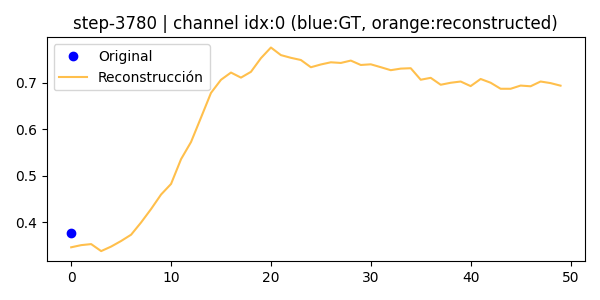 step-3780 | channel idx:0 (blue:GT, orange:reconstructed)
Original
Reconstrucción
0.7
0.6
0.5
0.4
0 10 20 30 40 50